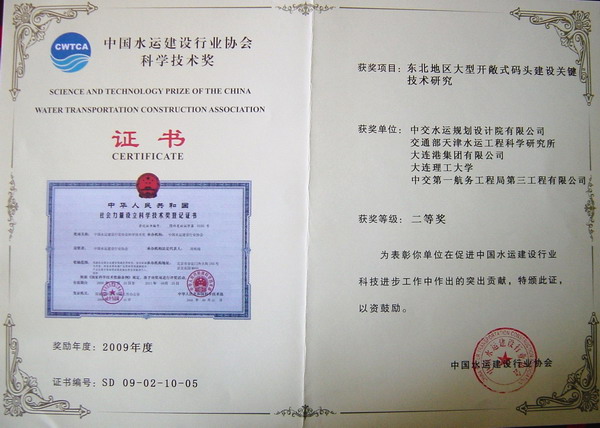 CWTCA
中国水运建设行业协会
科学技术奖
SCIENCE AND TECHNOLOGY PRIZE OF THE CHINA
WATER TRANSPORTATION CONSTRUCTION ASSOCIATION
证书
CERTIFICATE
中华人民共和国
社会力量设立科学技术奖登记证书
奖励年度：2009年度
证书编号：SD 09-02-10-05
获奖项目：东北地区大型开敞式码头建设关键
技术研究
获奖单位：中交水运规划设计院有限公司
交通部天津水运工程科学研究所
大连港集团有限公司
大连理工大学
中交第一航务工程局第三工程有限公司
获奖等级：二等奖
为表彰你单位在促进中国水运建设行业
科技进步工作中作出的突出贡献，特颁此证，
以资鼓励。
中国水运建设行业协会